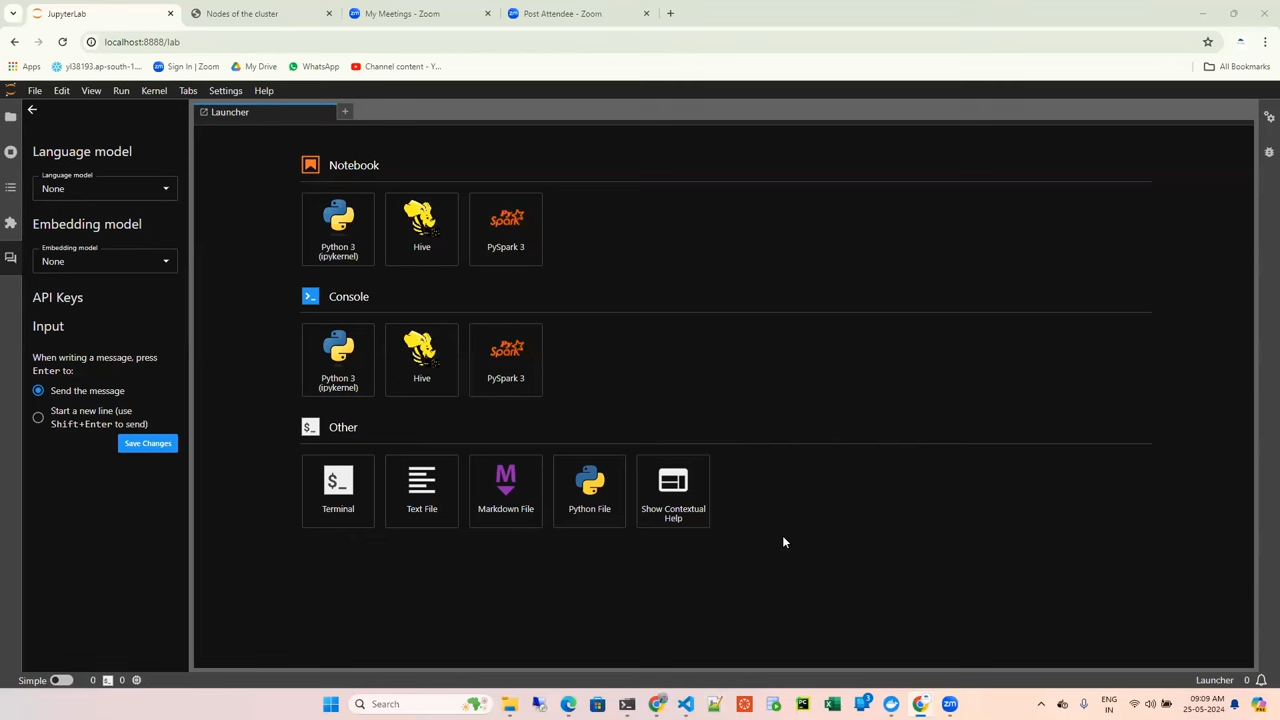 JupyterLab
Nodes of the cluster
My Meetings - Zoom
Post Attendee - Zoom
localhost:8888/lab
Apps
yl38193.ap-south-1....
Sign In | Zoom
My Drive
WhatsApp
Channel content - Y...
All Bookmarks
File Edit View Run Kernel Tabs Settings Help
Launcher
Language model
Language model
None
Embedding model
Embedding model
None
API Keys
Input
When writing a message, press
Enter to:
Send the message
Start a new line (use
Shift+Enter to send)
Save Changes
Notebook
Python 3
(ipykernel)
Hive
PySpark 3
Console
Python 3
(ipykernel)
Hive
PySpark 3
Other
$_
Terminal
Text File
M
Markdown File
Python File
Show Contextual
Help
Simple 0 $_ 0
Launcher 0
Search
3
ENG
IN
09:09 AM
25-05-2024